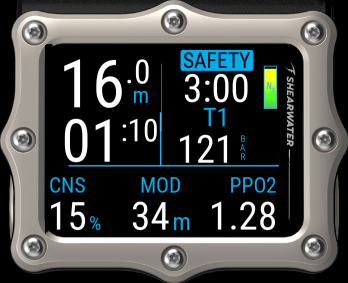 16.0 m
01:10
SAFETY
3:00
T1
121 BAR
N₂
SHEARWATER
CNS MOD PPO2
15% 34m 1.28